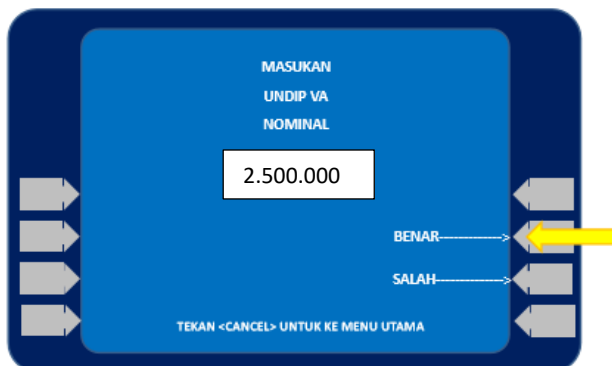 MASUKAN
UNDIP VA
NOMINAL
2.500.000
BENAR--------------->
SALAH---------------->
TEKAN <CANCEL> UNTUK KE MENU UTAMA